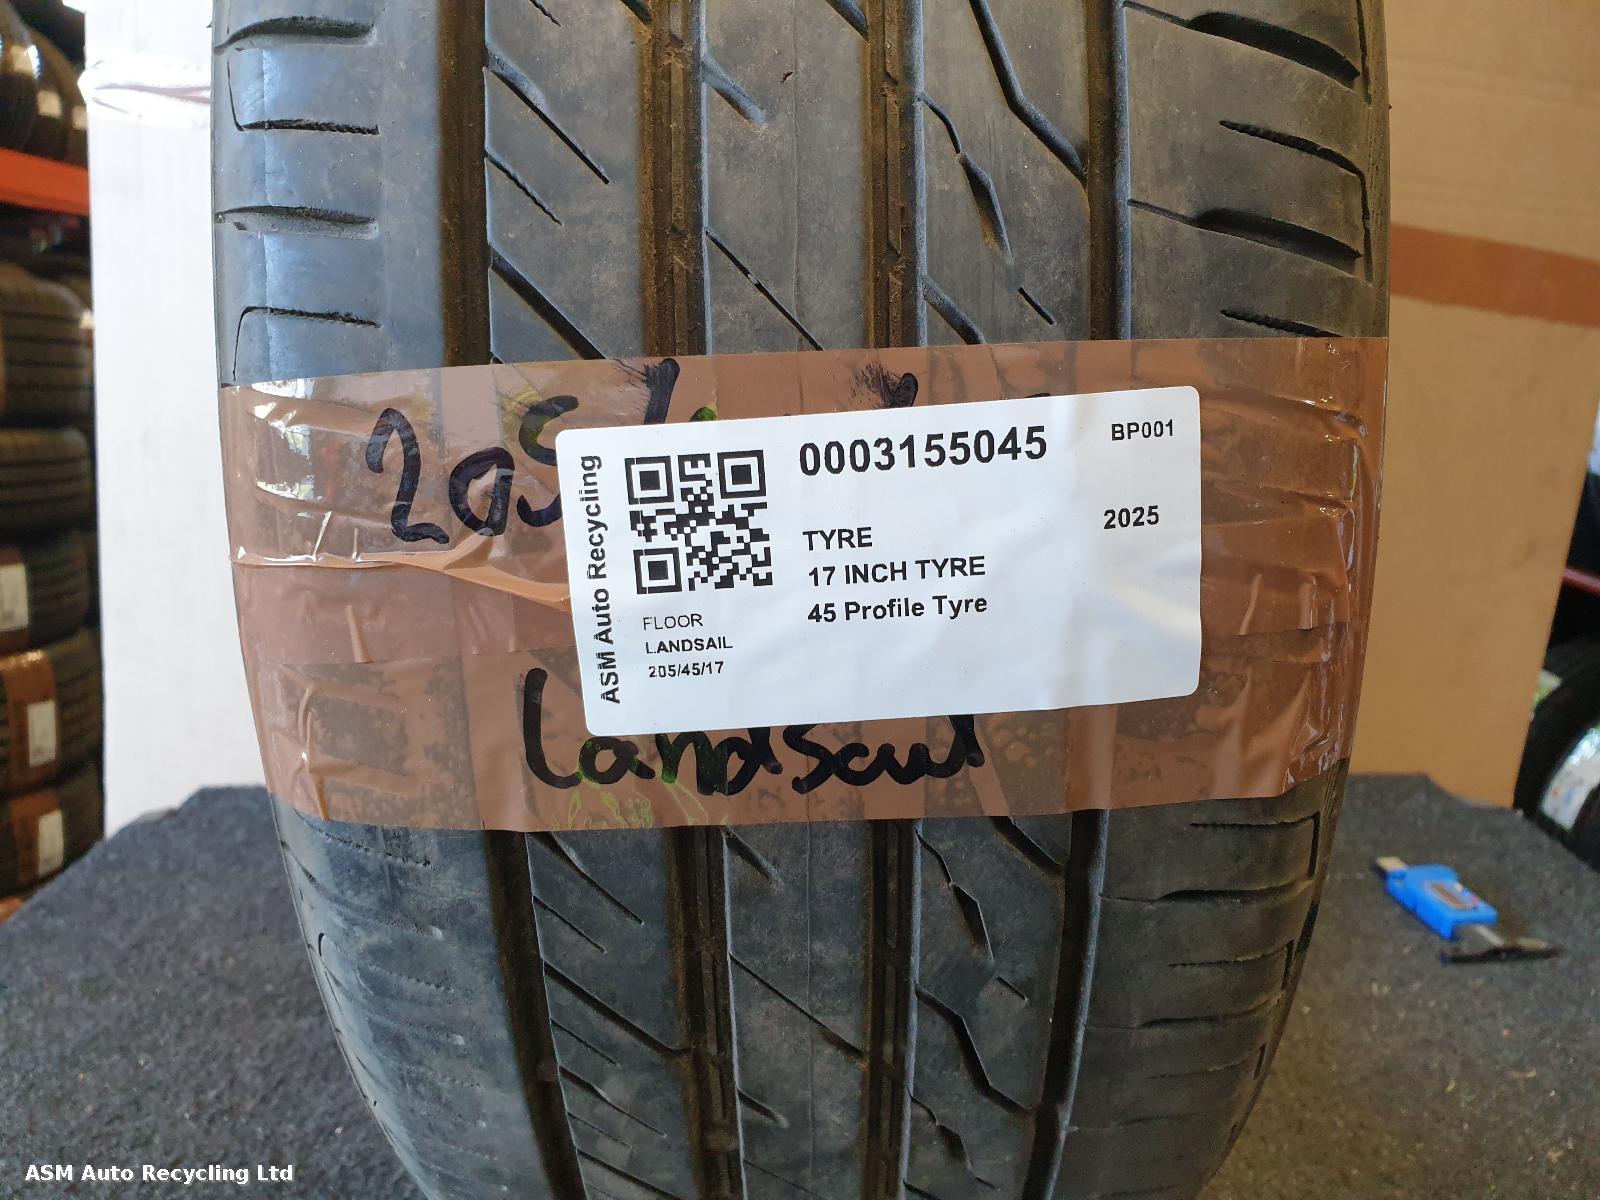 205/
0003155045
BP001
2025
TYRE
17 INCH TYRE
45 Profile Tyre
ASM Auto Recycling
FLOOR
LANDSAIL
205/45/17
Landsail
ASM Auto Recycling Ltd